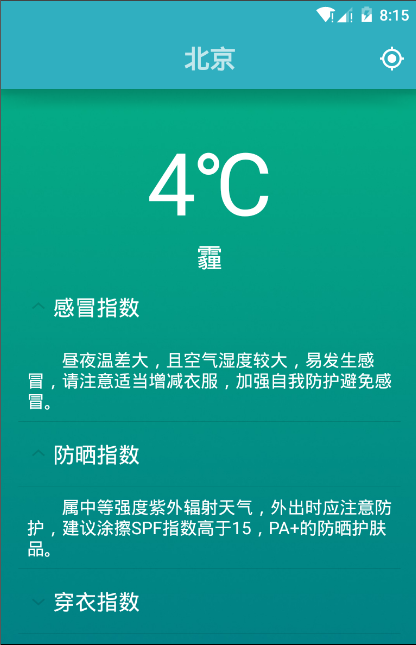 8:15
北京
4℃
霾
感冒指数
昼夜温差大，且空气湿度较大，易发生感
冒，请注意适当增减衣服，加强自我防护避免感
冒。
防晒指数
属中等强度紫外辐射天气，外出时应注意防
护，建议涂擦SPF指数高于15，PA+的防晒护肤
品。
穿衣指数